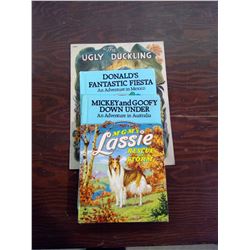 The
UGLY DUCKLING
DONALD'S
FANTASTIC FIESTA
An Adventure in Mexico
MICKEY and GOOFY
DOWN UNDER
An Adventure in Australia
M-G-M's
Lassie
RESCUE
STORM